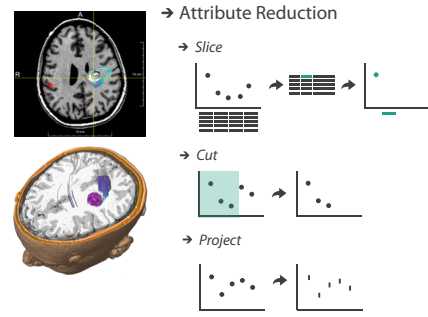 → Attribute Reduction
→ Slice
A
R
→ Cut
→ Project